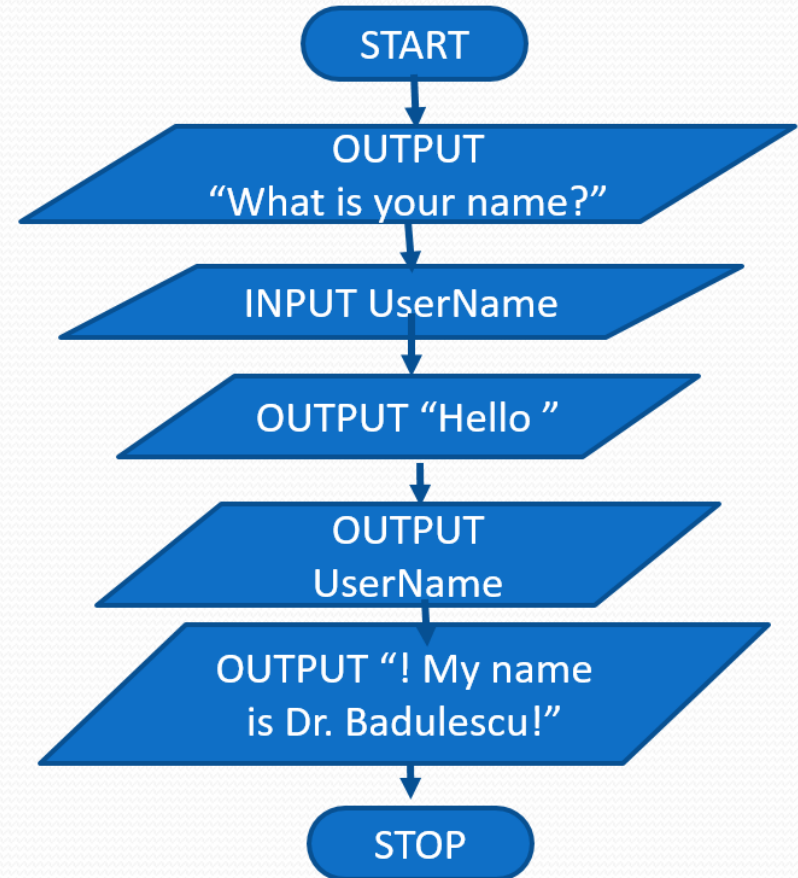 START
OUTPUT
“What is your name?”
INPUT UserName
OUTPUT “Hello ”
OUTPUT
UserName
OUTPUT “! My name
is Dr. Badulescu!”
STOP